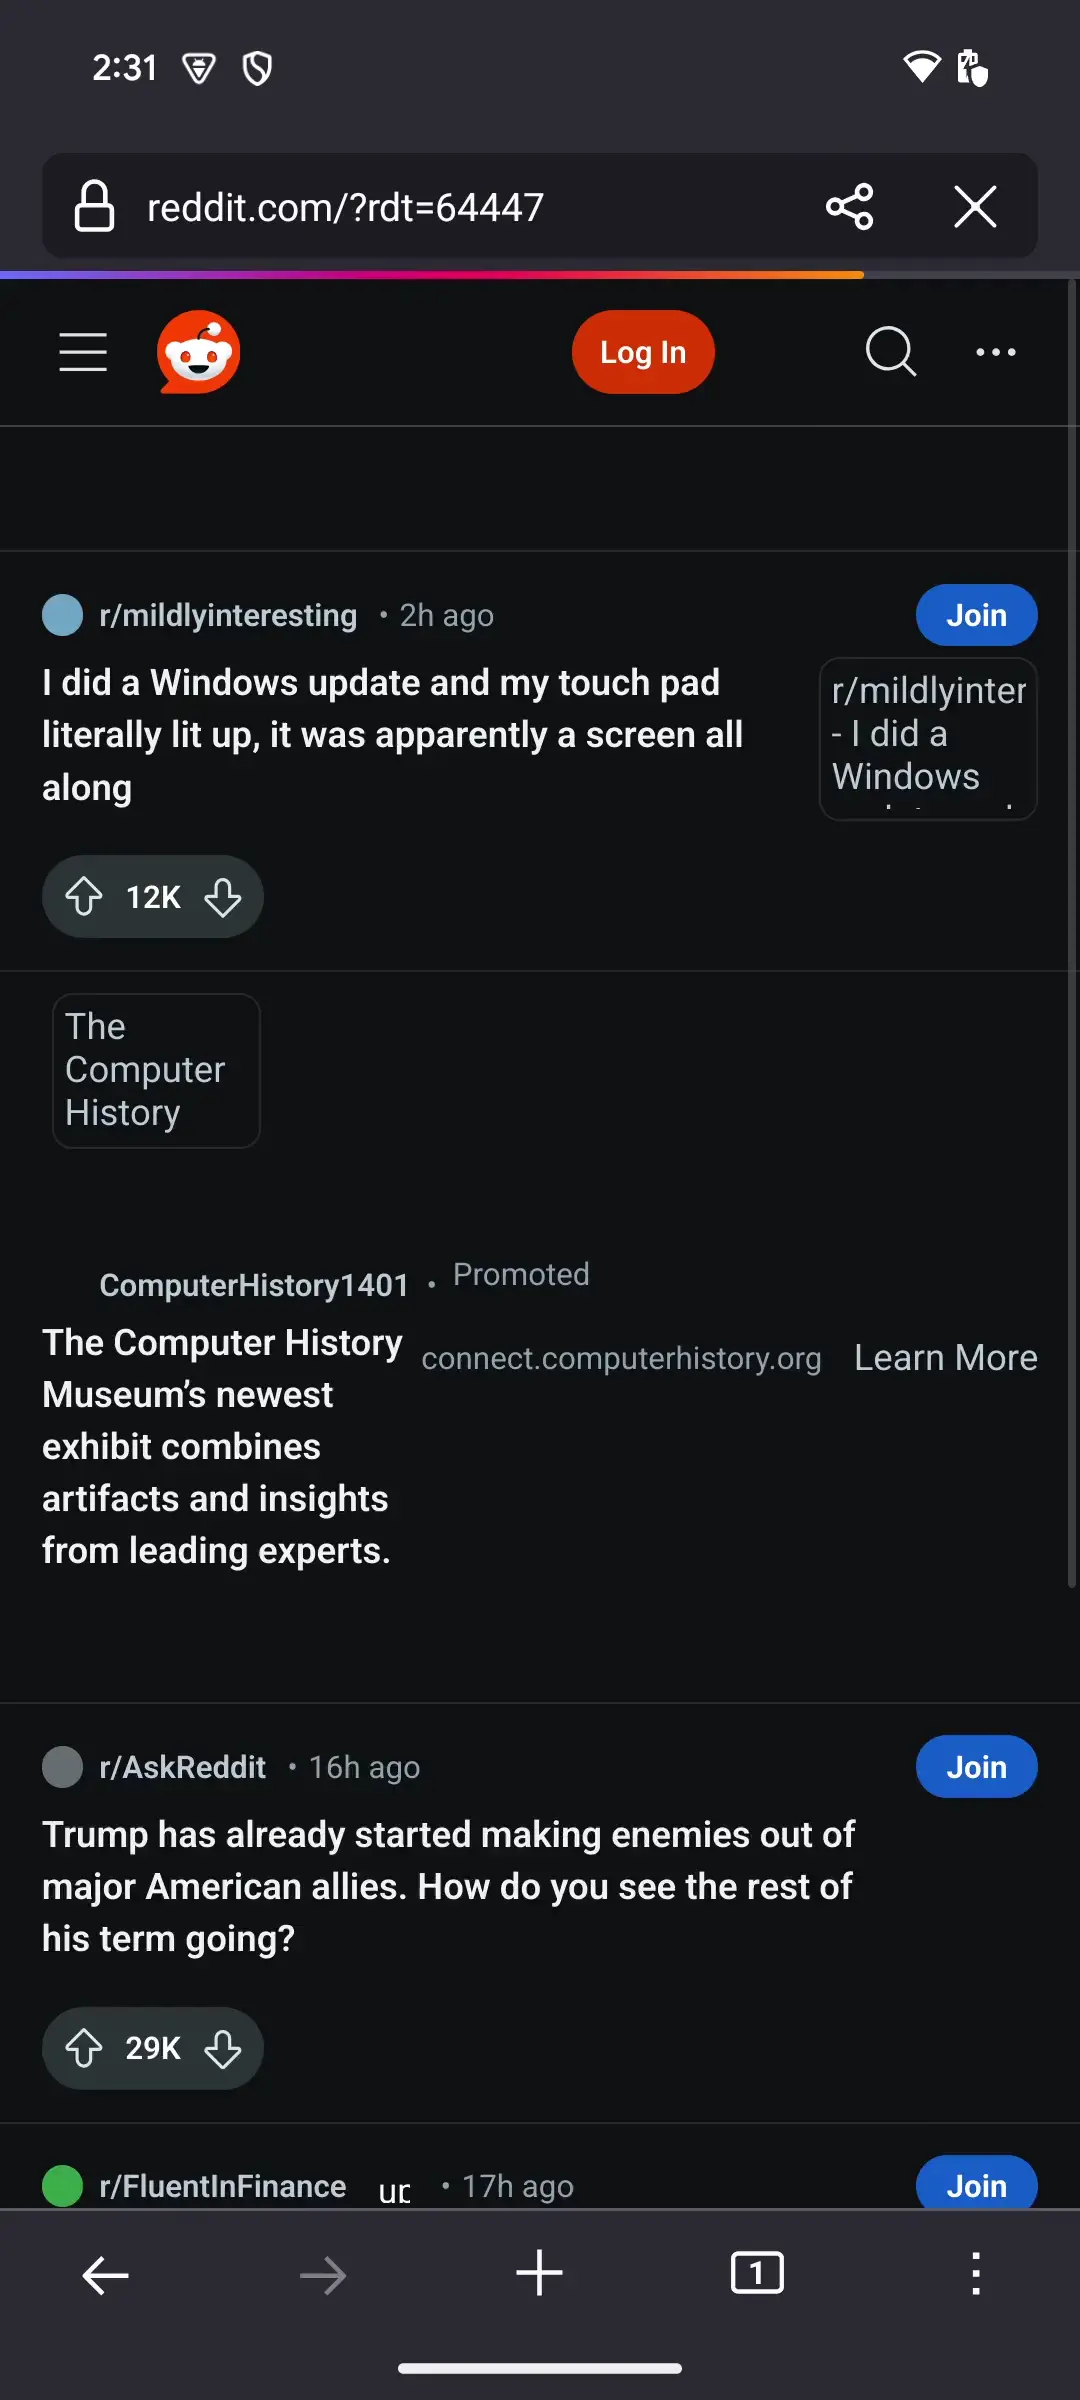 2:31
reddit.com/?rdt=64447
Log In
r/mildlyinteresting • 2h ago
Join
I did a Windows update and my touch pad
literally lit up, it was apparently a screen all
along
r/mildlyinter
- I did a
Windows
12K
The
Computer
History
ComputerHistory1401 • Promoted
The Computer History
Museum’s newest
exhibit combines
artifacts and insights
from leading experts.
connect.computerhistory.org
Learn More
r/AskReddit • 16h ago
Join
Trump has already started making enemies out of
major American allies. How do you see the rest of
his term going?
29K
r/FluentInFinance • 17h ago
Join
1